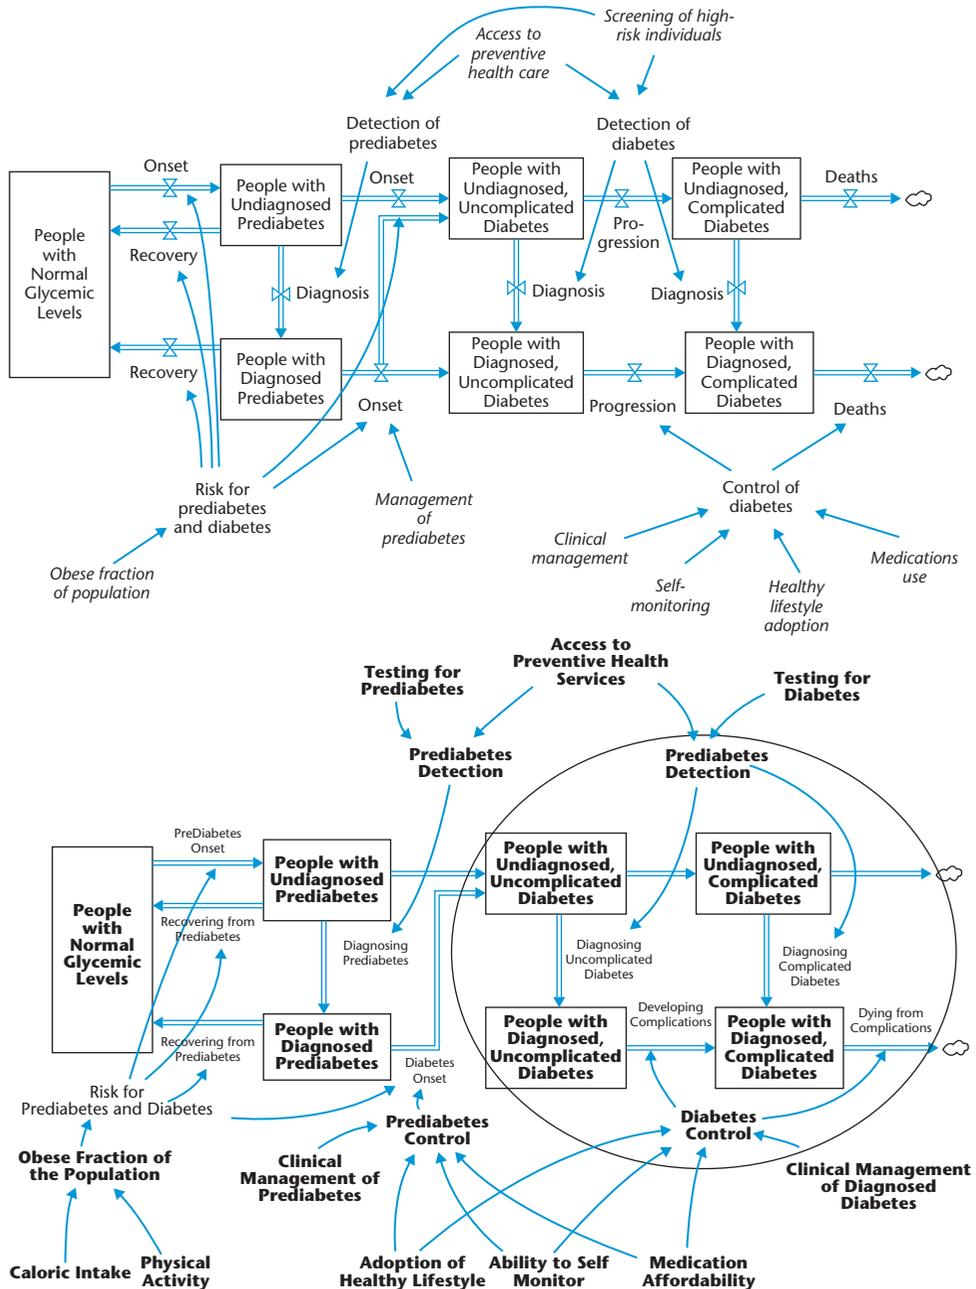 Screening of high-
risk individuals
Access to
preventive
health care
Detection of
prediabetes
Detection of
diabetes
Onset
People with
Undiagnosed
Prediabetes
Onset
People with
Undiagnosed,
Uncomplicated
Diabetes
Pro-
gression
People with
Undiagnosed,
Complicated
Diabetes
Deaths
People
with
Normal
Glycemic
Levels
Recovery
Diagnosis
Diagnosis
Diagnosis
Recovery
People with
Diagnosed
Prediabetes
Onset
People with
Diagnosed,
Uncomplicated
Diabetes
Progression
People with
Diagnosed,
Complicated
Diabetes
Deaths
Risk for
prediabetes
and diabetes
Management
of
prediabetes
Control of
diabetes
Obese fraction
of population
Clinical
management
Self-
monitoring
Healthy
lifestyle
adoption
Medications
use
Testing for
Prediabetes
Access to
Preventive Health
Services
Testing for
Diabetes
Prediabetes
Detection
Prediabetes
Detection
PreDiabetes
Onset
People with
Undiagnosed
Prediabetes
People with
Undiagnosed,
Uncomplicated
Diabetes
People with
Undiagnosed,
Complicated
Diabetes
People
with
Normal
Glycemic
Levels
Recovering from
Prediabetes
Diagnosing
Prediabetes
Diagnosing
Uncomplicated
Diabetes
Diagnosing
Complicated
Diabetes
Recovering from
Prediabetes
People with
Diagnosed
Prediabetes
Diabetes
Onset
People with
Diagnosed,
Uncomplicated
Diabetes
Developing
Complications
People with
Diagnosed,
Complicated
Diabetes
Dying from
Complications
Risk for
Prediabetes and Diabetes
Prediabetes
Control
Diabetes
Control
Obese Fraction of
the Population
Clinical
Management of
Prediabetes
Clinical Management
of Diagnosed
Diabetes
Caloric Intake
Physical
Activity
Adoption of
Healthy Lifestyle
Ability to Self
Monitor
Medication
Affordability